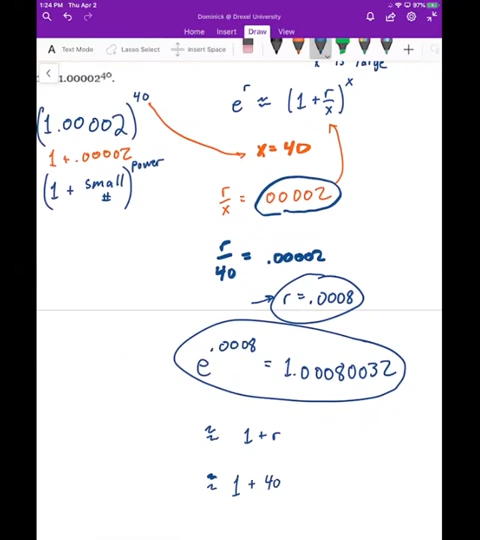 1:24 PM Thu Apr 2
97%
Dominick @ Drexel University
Home Insert Draw View
Text Mode Lasso Select Insert Space
x is large
1.00002⁴⁰.
(1.00002)⁴⁰
e^r ≈ (1 + r/x)^x
1 + .00002
x = 40
(1 + small #)^power
r/x = .00002
r/40 = .00002
→ r = .0008
e^.0008 = 1.00080032
≈ 1 + r
≈ 1 + 40